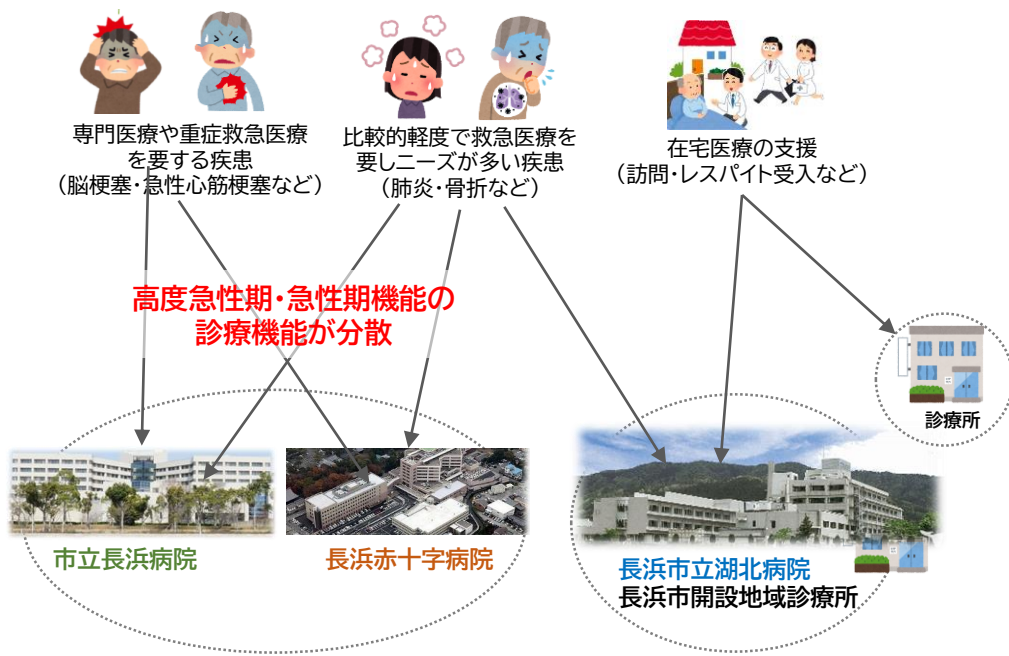 専門医療や重症救急医療
を要する疾患
（脳梗塞・急性心筋梗塞など）
比較的軽度で救急医療を
要しニーズが多い疾患
（肺炎・骨折など）
在宅医療の支援
（訪問・レスパイト受入など）
高度急性期・急性期機能の
診療機能が分散
診療所
市立長浜病院
長浜赤十字病院
長浜市立湖北病院
長浜市開設地域診療所